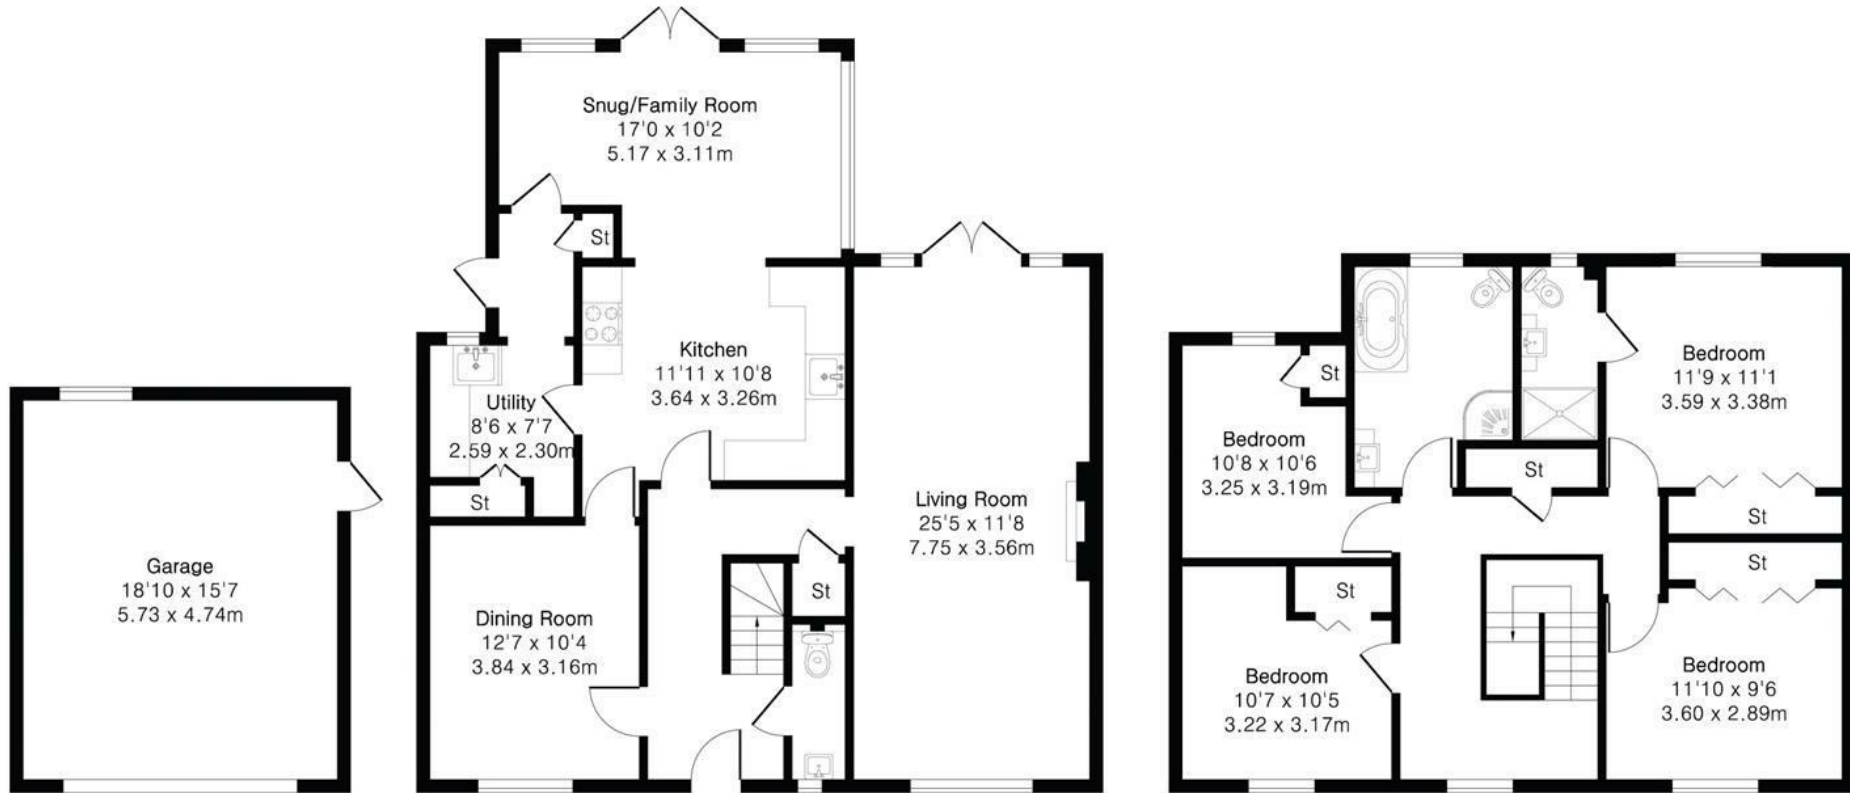 Garage
18'10 x 15'7
5.73 x 4.74m
Snug/Family Room
17'0 x 10'2
5.17 x 3.11m
St
Kitchen
11'11 x 10'8
3.64 x 3.26m
Utility
8'6 x 7'7
2.59 x 2.30m
St
Living Room
25'5 x 11'8
7.75 x 3.56m
St
Dining Room
12'7 x 10'4
3.84 x 3.16m
Bedroom
11'9 x 11'1
3.59 x 3.38m
St
Bedroom
10'8 x 10'6
3.25 x 3.19m
St
St
St
St
Bedroom
10'7 x 10'5
3.22 x 3.17m
Bedroom
11'10 x 9'6
3.60 x 2.89m